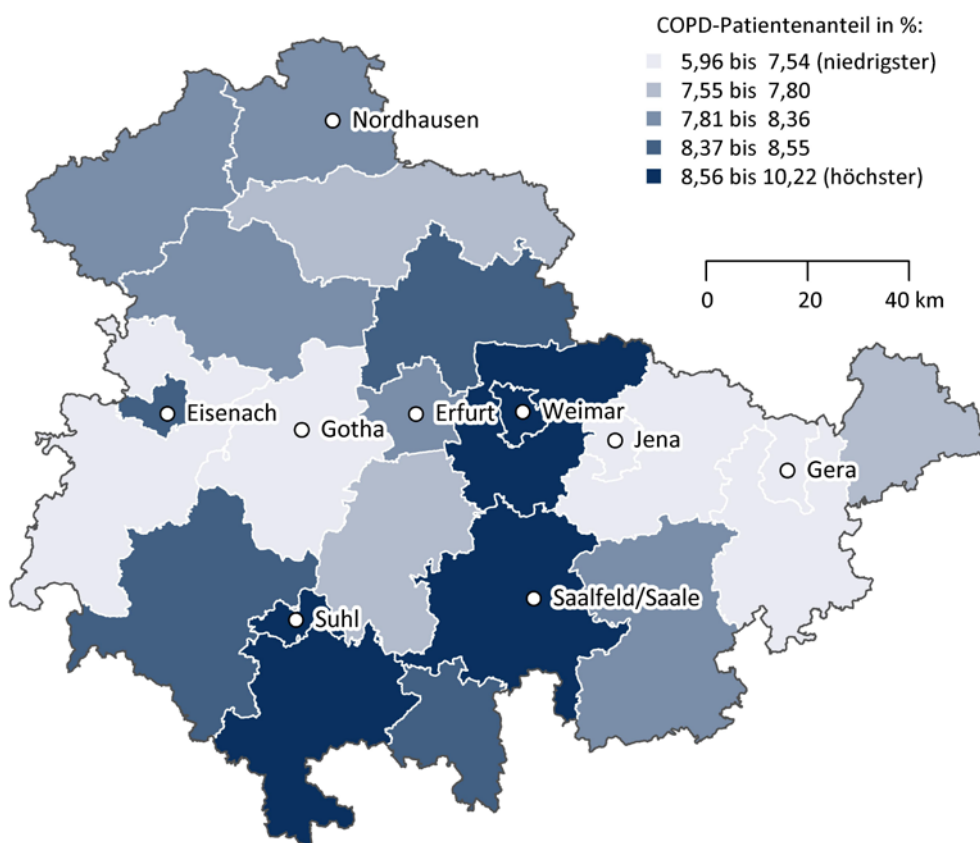 COPD-Patientenanteil in %:
5,96 bis 7,54 (niedrigster)
7,55 bis 7,80
7,81 bis 8,36
8,37 bis 8,55
8,56 bis 10,22 (höchster)
0 20 40 km
Nordhausen
Eisenach
Gotha
Erfurt
Weimar
Jena
Gera
Suhl
Saalfeld/Saale